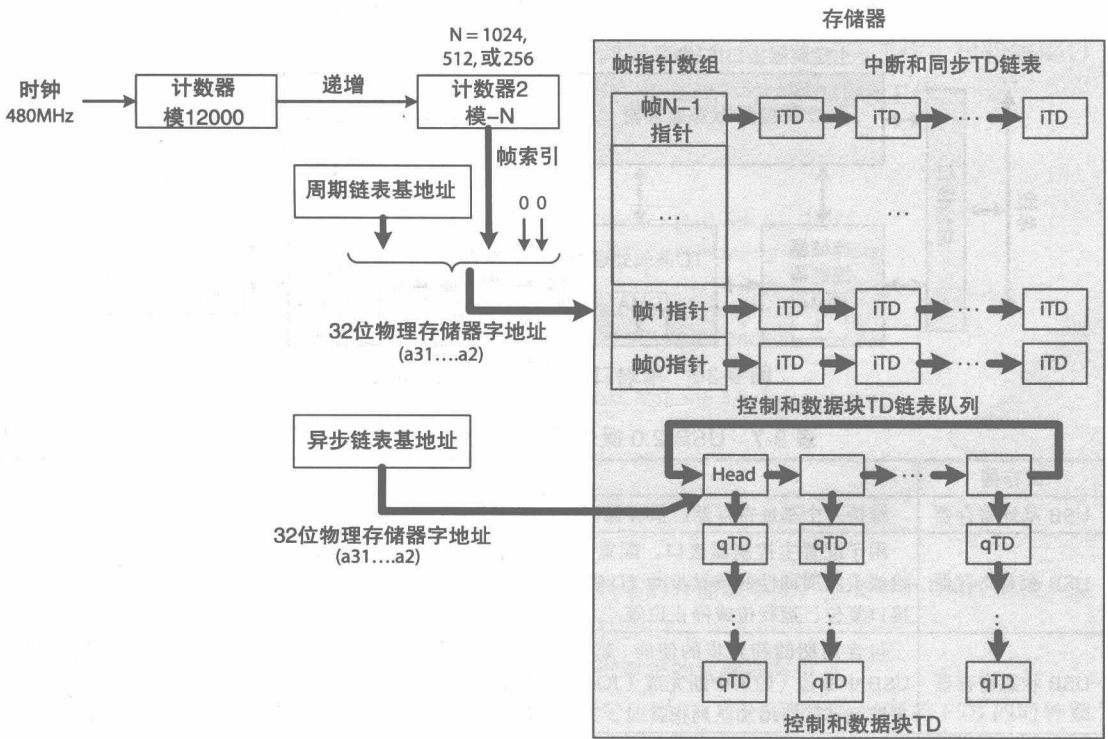 存储器
N = 1024,
512, 或 256
帧指针数组
中断和同步TD链表
时钟
480MHz
计数器
模12000
递增
计数器2
模–N
帧N–1
指针
iTD
iTD
…
iTD
帧索引
周期链表基地址
0 0
…
…
32位物理存储器字地址
(a31....a2)
帧1指针
iTD
iTD
…
iTD
帧0指针
iTD
iTD
…
iTD
控制和数据块TD链表队列
异步链表基地址
Head
…
32位物理存储器字地址
(a31....a2)
qTD
qTD
qTD
…
…
…
qTD
qTD
qTD
控制和数据块TD